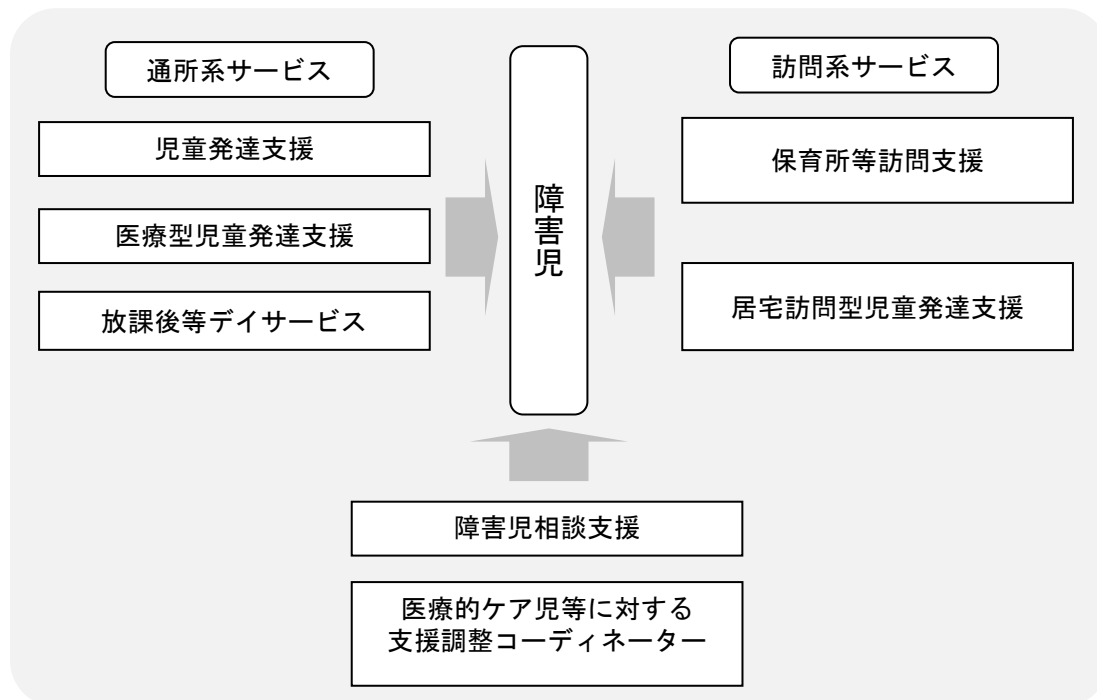 通所系サービス
児童発達支援
医療型児童発達支援
放課後等デイサービス
障害児
訪問系サービス
保育所等訪問支援
居宅訪問型児童発達支援
障害児相談支援
医療的ケア児等に対する
支援調整コーディネーター